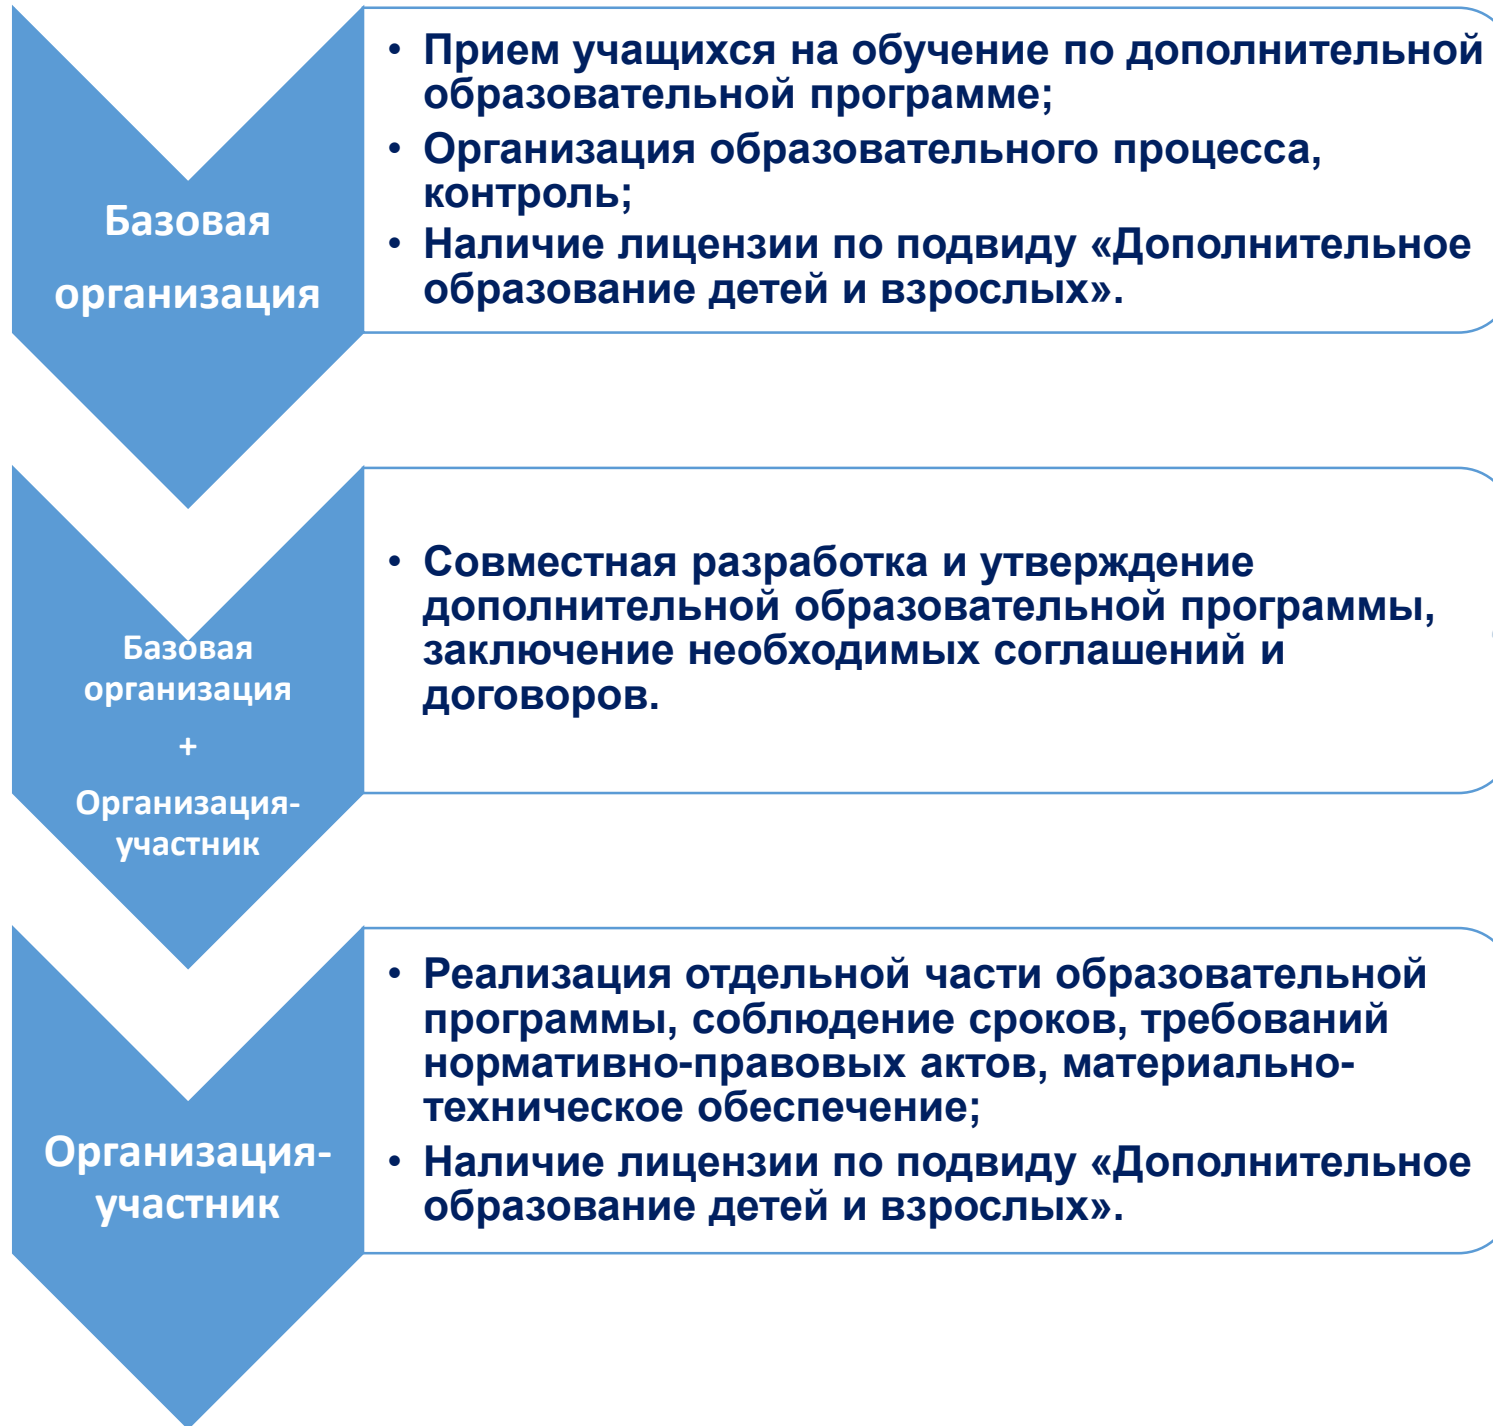 Базовая
организация
• Прием учащихся на обучение по дополнительной
образовательной программе;
• Организация образовательного процесса,
контроль;
• Наличие лицензии по подвиду «Дополнительное
образование детей и взрослых».
Базовая
организация
+
Организация-
участник
• Совместная разработка и утверждение
дополнительной образовательной программы,
заключение необходимых соглашений и
договоров.
Организация-
участник
• Реализация отдельной части образовательной
программы, соблюдение сроков, требований
нормативно-правовых актов, материально-
техническое обеспечение;
• Наличие лицензии по подвиду «Дополнительное
образование детей и взрослых».